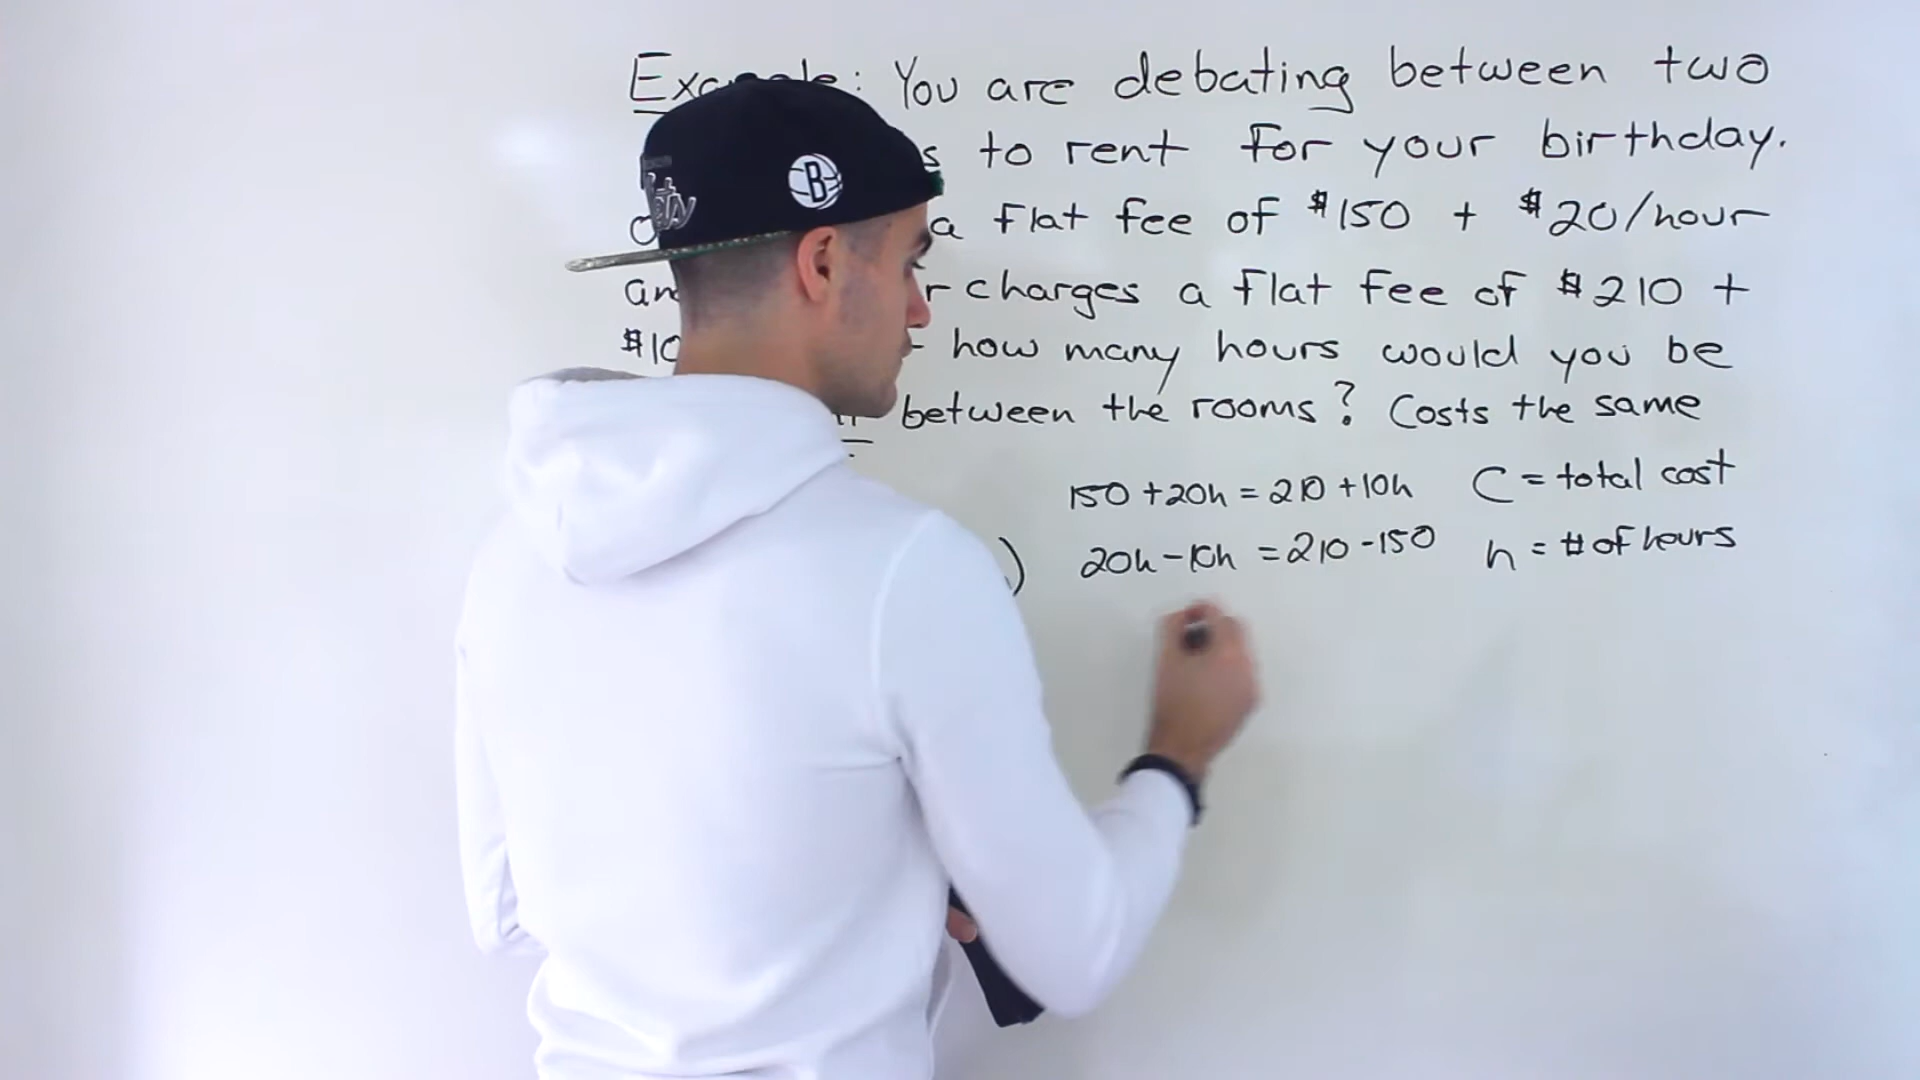 You are debating between two
to rent for your birthday.
a flat fee of $150 + $20/hour
charges a flat fee of $210 +
$10 how many hours would you be
between the rooms? Costs the same
150 + 20h = 210 + 10h C = total cost
) 20h - 10h = 210 - 150 h = # of hours
B